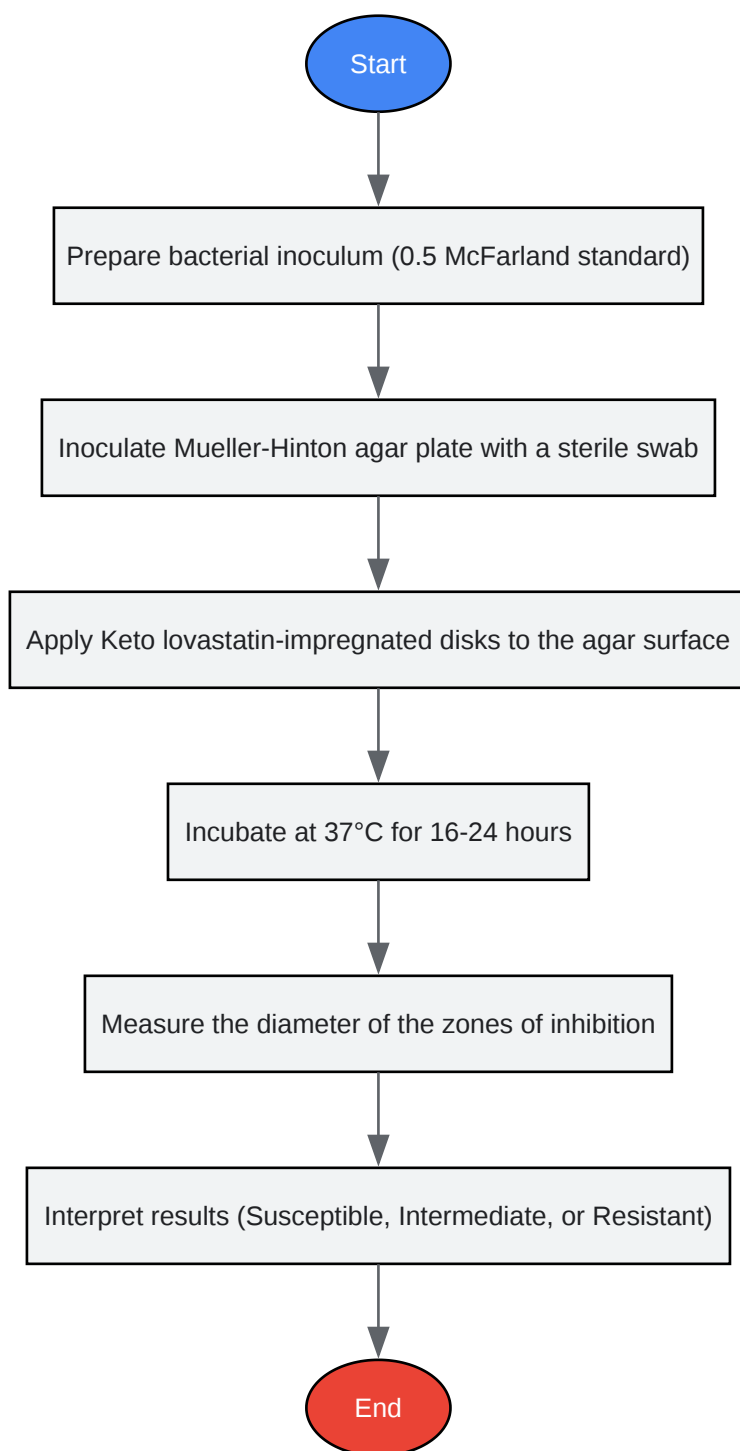 Start
Prepare bacterial inoculum (0.5 McFarland standard)
Inoculate Mueller-Hinton agar plate with a sterile swab
Apply Keto lovastatin-impregnated disks to the agar surface
Incubate at 37°C for 16-24 hours
Measure the diameter of the zones of inhibition
Interpret results (Susceptible, Intermediate, or Resistant)
End